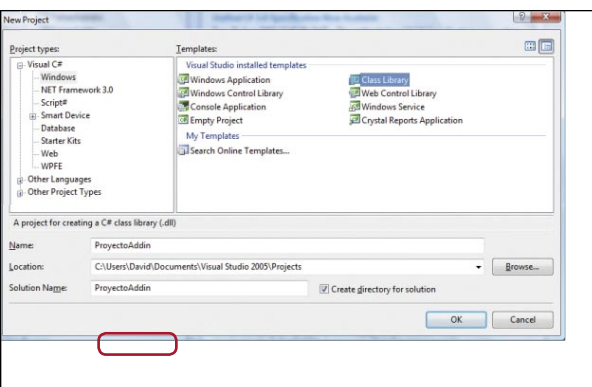 New Project
Project types:
Templates:
Visual C#
Windows
NET Framework 3.0
Script#
Smart Device
Database
Starter Kits
Web
WPFE
Other Languages
Other Project Types
Visual Studio installed templates
Windows Application
Class Library
Windows Control Library
Web Control Library
Console Application
Windows Service
Empty Project
Crystal Reports Application
My Templates
Search Online Templates...
A project for creating a C# class library (.dll)
Name:
ProyectoAddin
Location:
C:\Users\David\Documents\Visual Studio 2005\Projects
Browse...
Solution Name:
ProyectoAddin
Create directory for solution
OK
Cancel